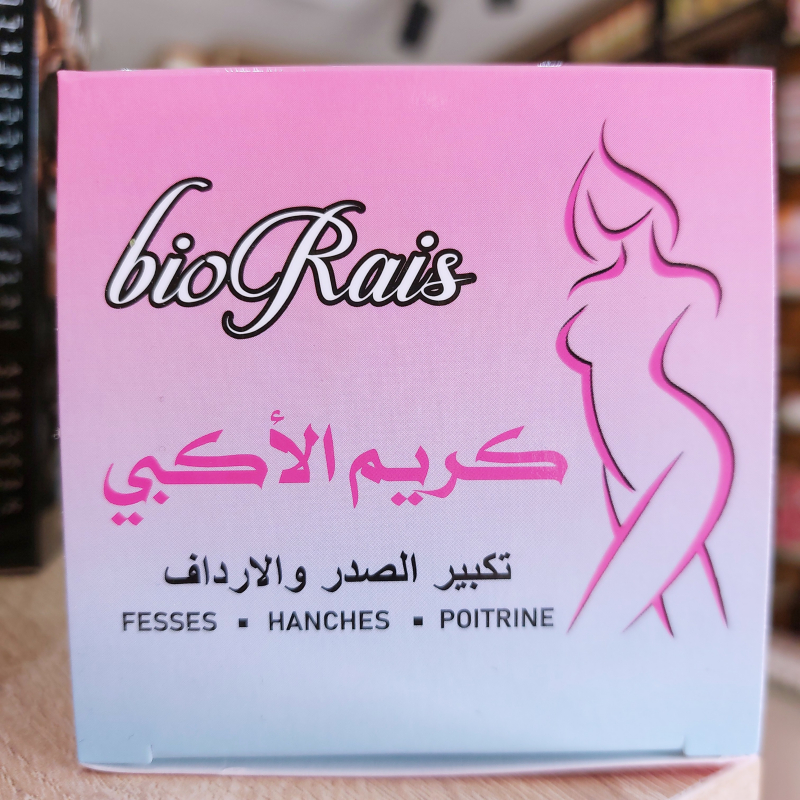 bioRais
كريم الأكبي
تكبير الصدر والارداف
FESSES ▪ HANCHES ▪ POITRINE